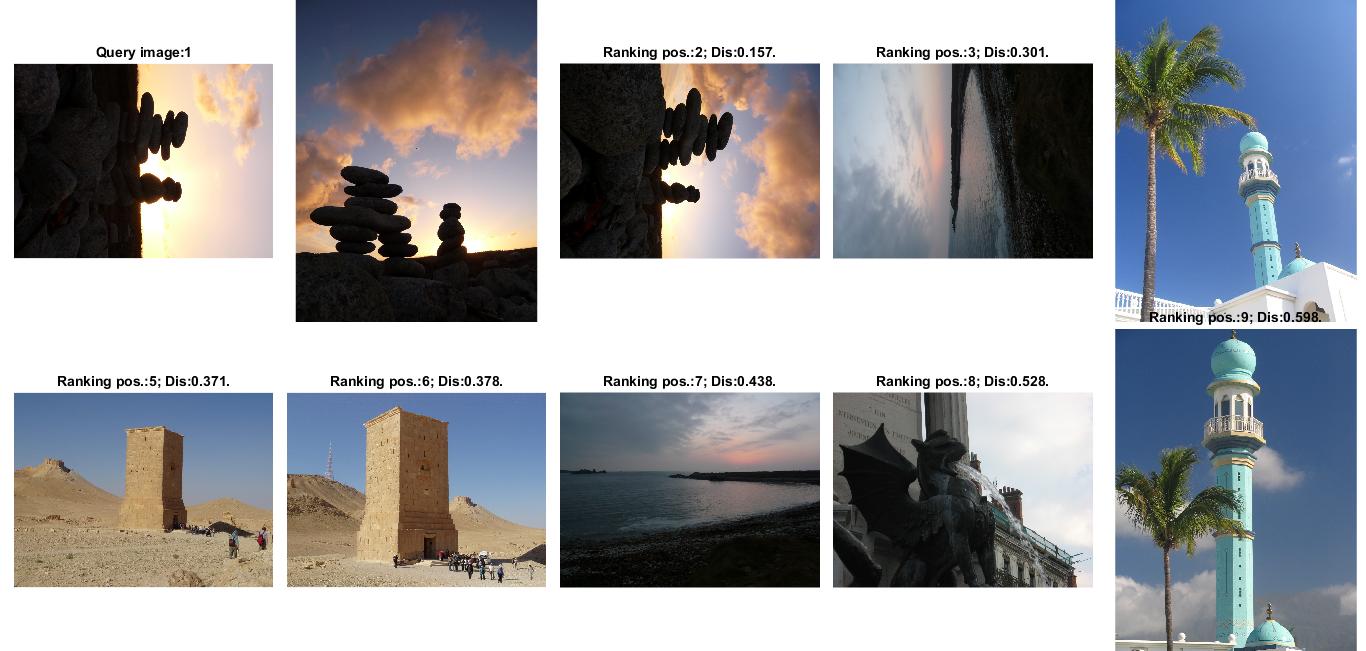 Query image:1
Ranking pos.:2; Dis:0.157.
Ranking pos.:3; Dis:0.301.
Ranking pos.:5; Dis:0.371.
Ranking pos.:6; Dis:0.378.
Ranking pos.:7; Dis:0.438.
Ranking pos.:8; Dis:0.528.
Ranking pos.:9; Dis:0.598.